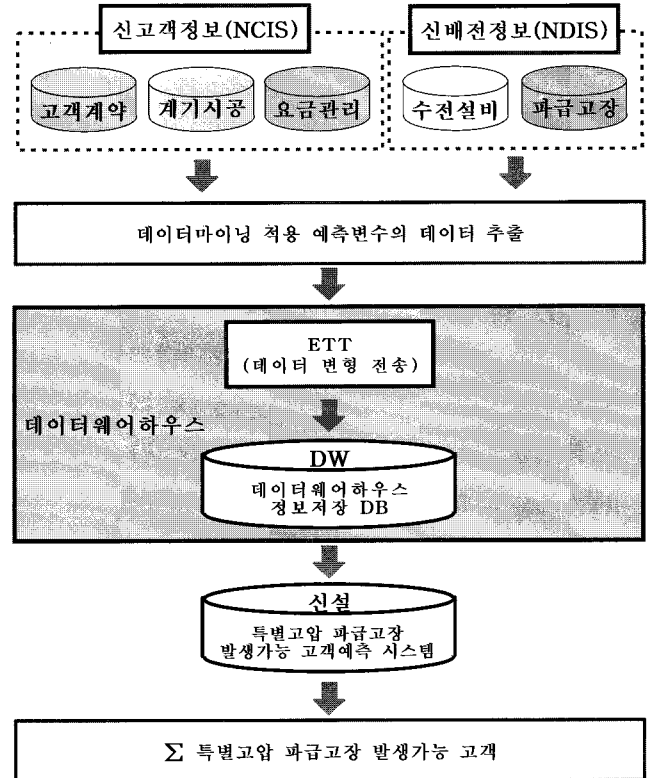 신고객정보(NCIS)
신배전정보(NDIS)
고객계약
계기시공
요금관리
수전설비
파급고장
데이터마이닝 적용 예측변수의 데이터 추출
ETT
(데이터 변형 전송)
데이터웨어하우스
DW
데이터웨어하우스
정보저장 DB
신설
특별고압 파급고장
발생가능 고객예측 시스템
Σ 특별고압 파급고장 발생가능 고객